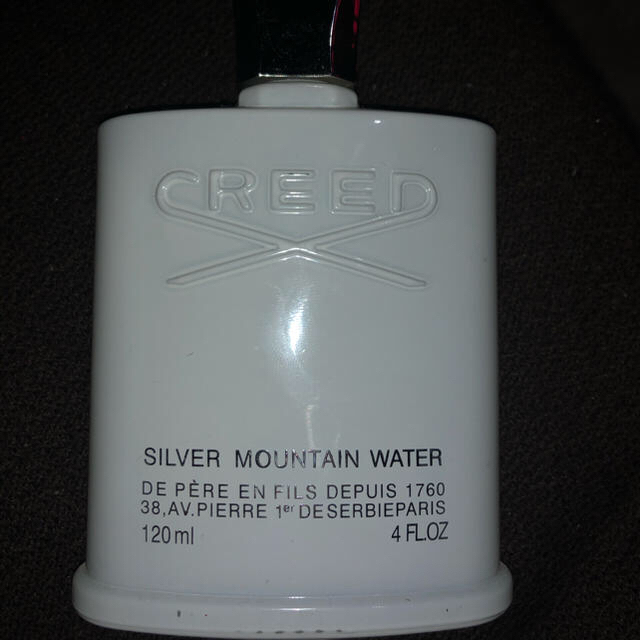 CREED
SILVER MOUNTAIN WATER
DE PÈRE EN FILS DEPUIS 1760
38,AV.PIERRE 1er DESERBIEPARIS
120ml 4 FL.OZ